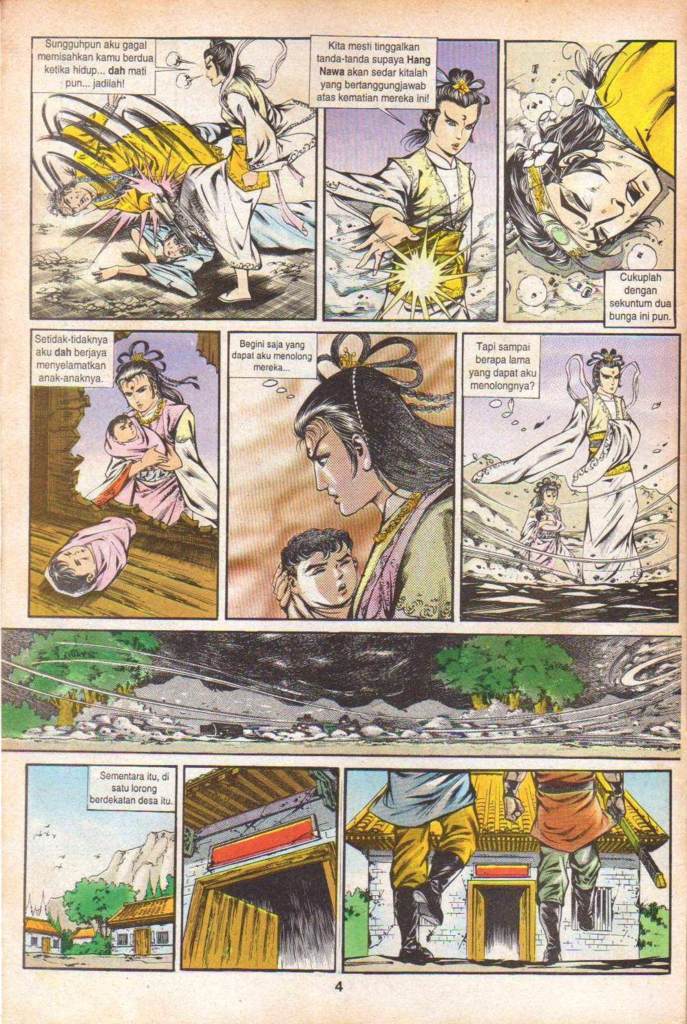 Sungguhpun aku gagal
memisahkan kamu berdua
ketika hidup... dah mati
pun... jadilah!
Kita mesti tinggalkan
tanda-tanda supaya Hang
Nawa akan sedar kitalah
yang bertanggungjawab
atas kematian mereka ini!
Cukuplah
dengan
sekuntum dua
bunga ini pun.
Setidak-tidaknya
aku dah berjaya
menyelamatkan
anak-anaknya.
Begini saja yang
dapat aku menolong
mereka...
Tapi sampai
berapa lama
yang dapat aku
menolongnya?
Sementara itu, di
satu lorong
berdekatan desa itu.
4